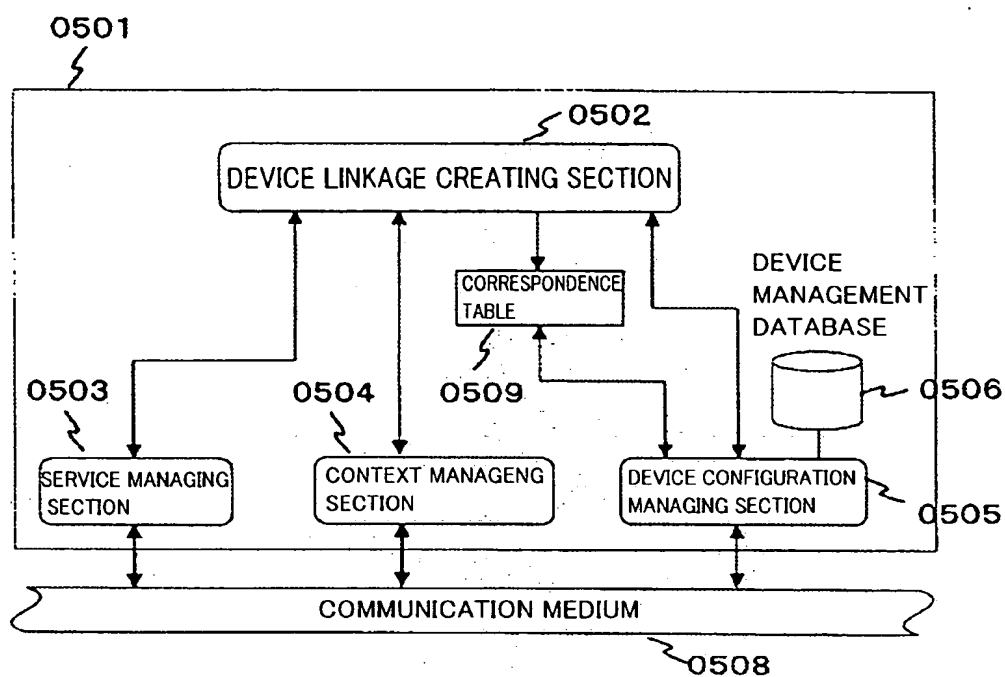 0501
0502
DEVICE LINKAGE CREATING SECTION
DEVICE
MANAGEMENT
DATABASE
CORRESPONDENCE
TABLE
0509
0506
0503
0504
SERVICE MANAGING
SECTION
CONTEXT MANAGENG
SECTION
DEVICE CONFIGURATION
MANAGING SECTION
0505
COMMUNICATION MEDIUM
0508